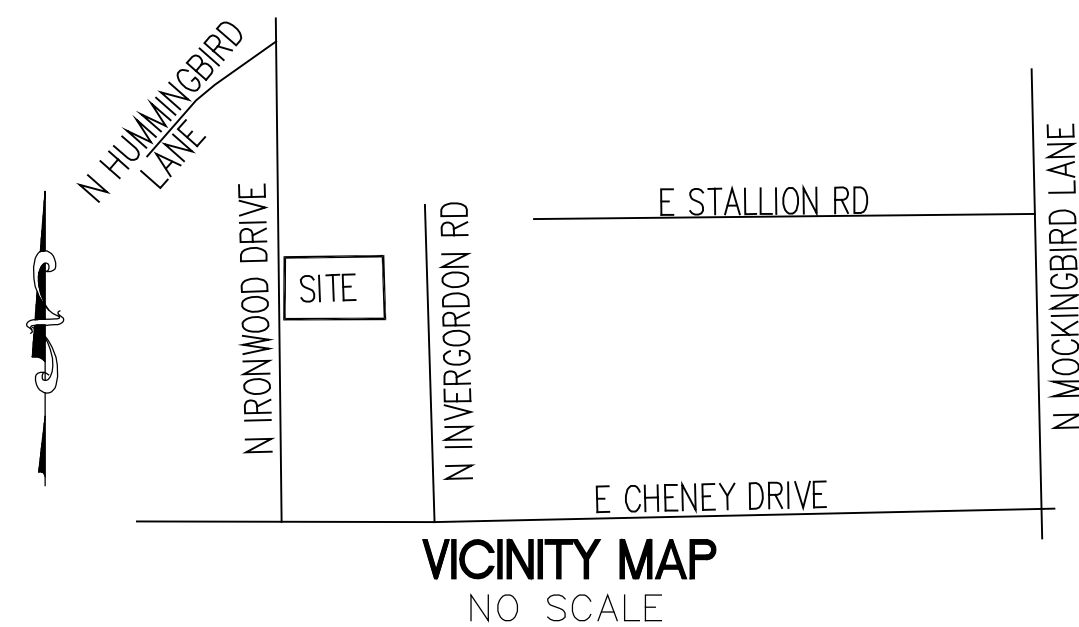 N HUMMINGBIRD
LANE
N IRONWOOD DRIVE
SITE
N INVERGORDON RD
E STALLION RD
N MOCKINGBIRD LANE
E CHENEY DRIVE
VICINITY MAP
NO SCALE